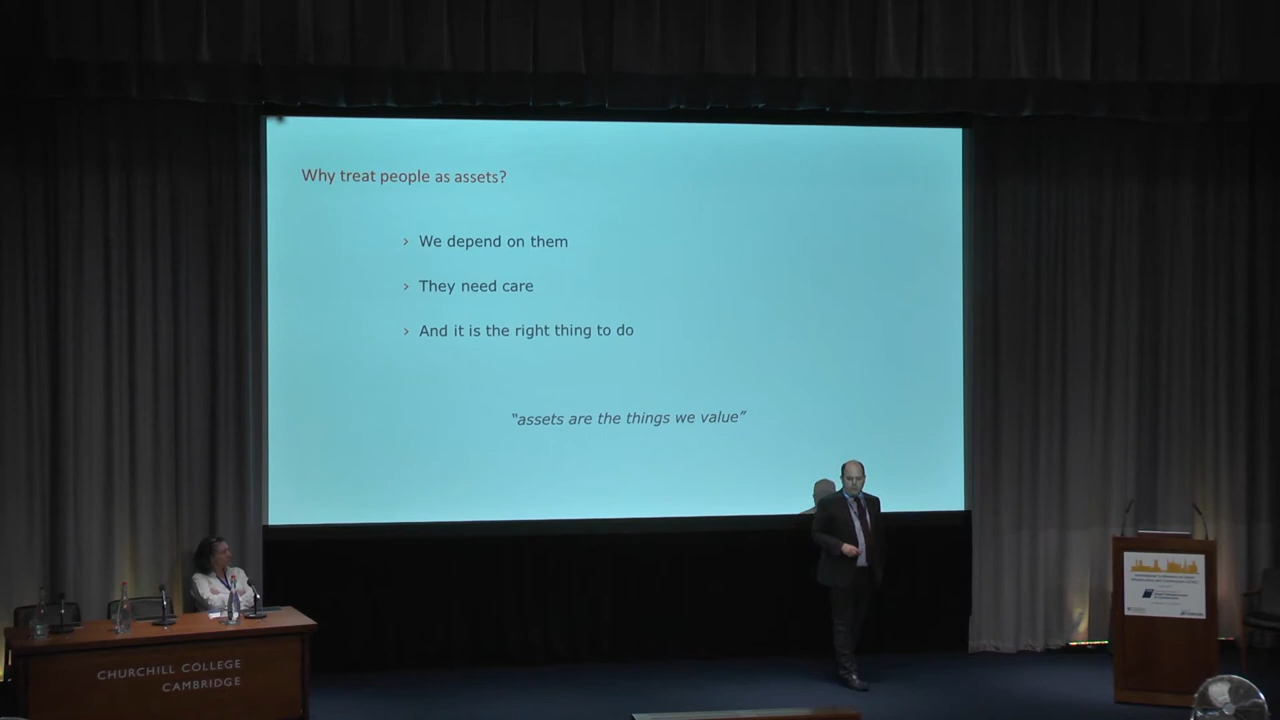 Why treat people as assets?
› We depend on them
› They need care
› And it is the right thing to do
“assets are the things we value”
CHURCHILL COLLEGE
CAMBRIDGE